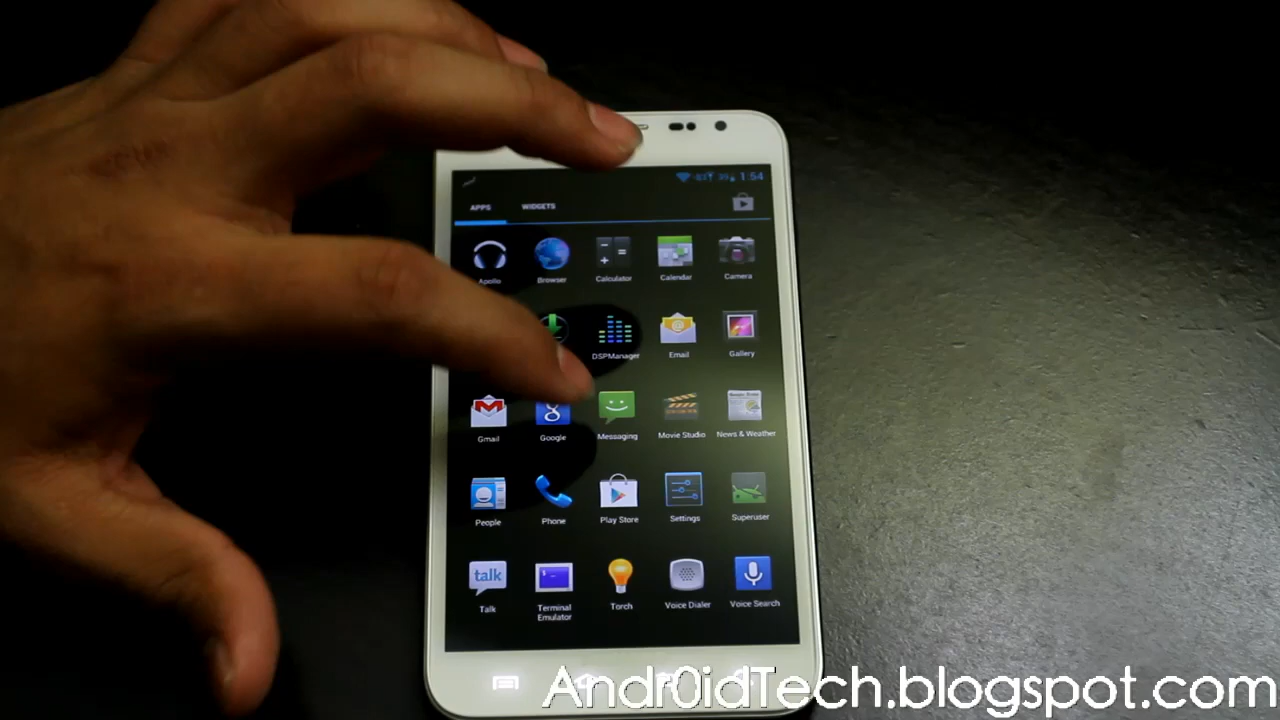 1:54
APPS WIDGETS
Apollo Browser Calculator Calendar Camera
DSPManager Email Gallery
Gmail Google Messaging Movie Studio News & Weather
People Phone Play Store Settings Superuser
talk
Talk Terminal Emulator Torch Voice Dialer Voice Search
Andr0idTech.blogspot.com